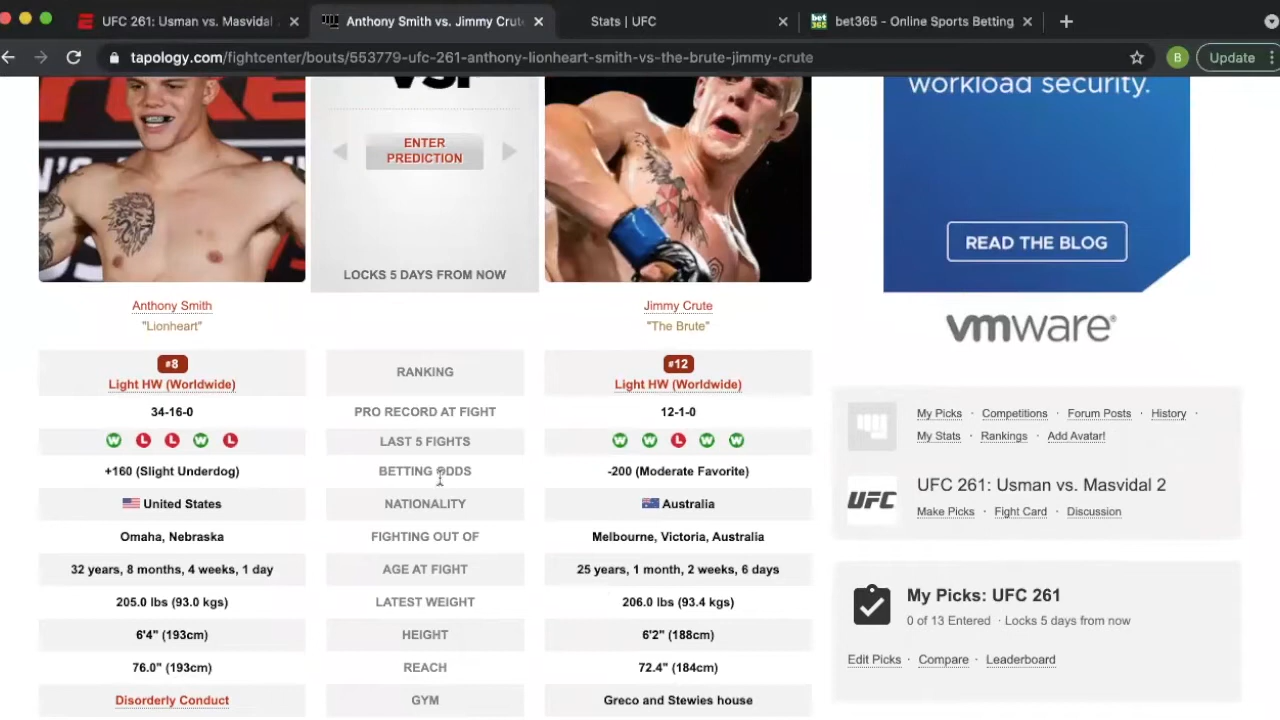 UFC 261: Usman vs. Masvidal
Anthony Smith vs. Jimmy Crute
Stats | UFC
bet365 - Online Sports Betting
tapology.com/fightcenter/bouts/553779-ufc-261-anthony-lionheart-smith-vs-the-brute-jimmy-crute
B
Update
workload security.
READ THE BLOG
vmware®
ENTER
PREDICTION
LOCKS 5 DAYS FROM NOW
Anthony Smith
"Lionheart"
Jimmy Crute
"The Brute"
#8
Light HW (Worldwide)
RANKING
#12
Light HW (Worldwide)
34-16-0 PRO RECORD AT FIGHT 12-1-0
W L L W L LAST 5 FIGHTS W W L W W
+160 (Slight Underdog) BETTING ODDS -200 (Moderate Favorite)
United States NATIONALITY Australia
Omaha, Nebraska FIGHTING OUT OF Melbourne, Victoria, Australia
32 years, 8 months, 4 weeks, 1 day AGE AT FIGHT 25 years, 1 month, 2 weeks, 6 days
205.0 lbs (93.0 kgs) LATEST WEIGHT 206.0 lbs (93.4 kgs)
6'4" (193cm) HEIGHT 6'2" (188cm)
76.0" (193cm) REACH 72.4" (184cm)
Disorderly Conduct GYM Greco and Stewies house
My Picks · Competitions · Forum Posts · History ·
My Stats · Rankings · Add Avatar!
UFC
UFC 261: Usman vs. Masvidal 2
Make Picks · Fight Card · Discussion
My Picks: UFC 261
0 of 13 Entered · Locks 5 days from now
Edit Picks · Compare · Leaderboard